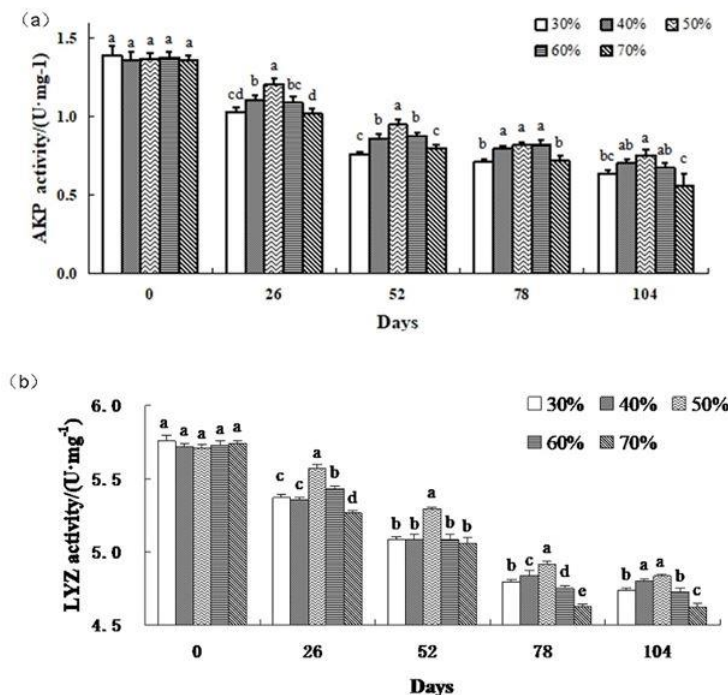 (a)
30% 40% 50%
60% 70%
AKP activity/(U·mg-1)
1.5
1.0
0.5
0.0
a a a a a
cd b a bc d
c b a b c
b a a a b
bc ab a ab c
0 26 52 78 104
Days
(b)
30% 40% 50%
60% 70%
LYZ activity/(U·mg⁻¹)
6.0
5.5
5.0
4.5
a a a a a
c c a b d
b b a b b
b c a d e
b a a b c
0 26 52 78 104
Days